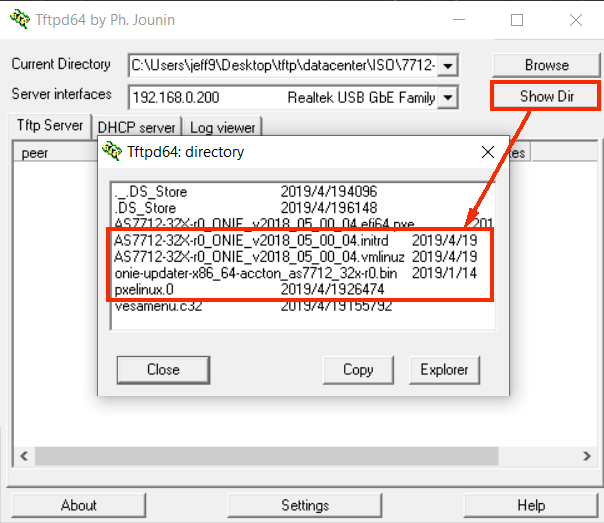 Tftpd64 by Ph. Jounin
Current Directory C:\Users\jeff9\Desktop\tftp\datacenter\ISO\7712- Browse
Server interfaces 192.168.0.200 Realtek USB GbE Family Show Dir
Tftp Server DHCP server Log viewer
peer
Tftpd64: directory
._.DS_Store 2019/4/194096
.DS_Store 2019/4/196148
AS7712-32X-r0_ONIE_v2018_05_00_04.efi64.pxe 201
AS7712-32X-r0_ONIE_v2018_05_00_04.initrd 2019/4/19
AS7712-32X-r0_ONIE_v2018_05_00_04.vmlinuz 2019/4/19
onie-updater-x86_64-accton_as7712_32x-r0.bin 2019/1/14
pxelinux.0 2019/4/1926474
vesamenu.c32 2019/4/19155792
Close Copy Explorer
About Settings Help